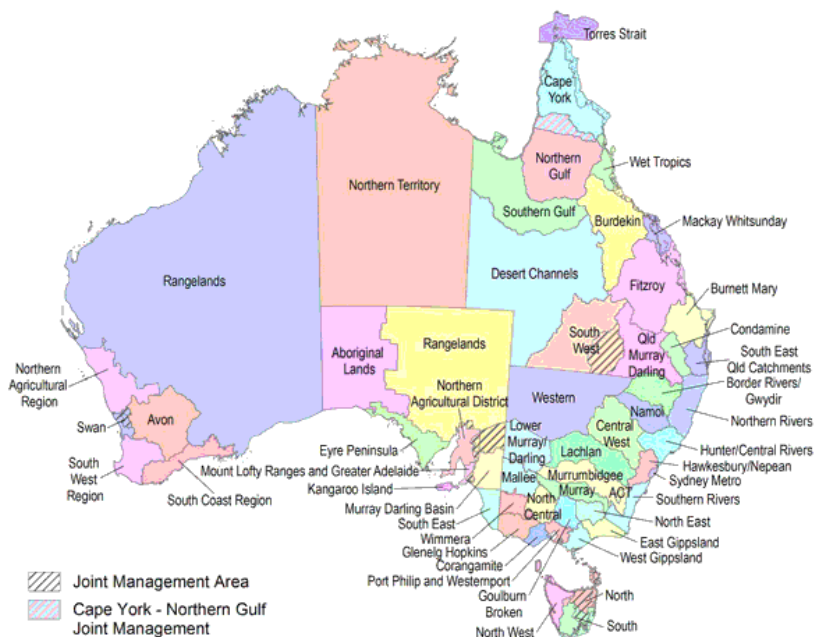 Torres Strait
Cape
York
Northern
Gulf
Wet Tropics
Northern Territory
Southern Gulf
Burdekin
Mackay Whitsunday
Rangelands
Desert Channels
Fitzroy
Burnett Mary
South
West
Condamine
Qld
Murray
Darling
South East
Qld Catchments
Aboriginal
Lands
Rangelands
Northern
Agricultural
Region
Border Rivers/
Gwydir
Northern
Agricultural District
Western
Namoi
Northern Rivers
Swan
Avon
Central
West
Lower
Murray/
Darling
Hunter/Central Rivers
Eyre Peninsula
Lachlan
Hawkesbury/Nepean
South
West
Region
Mount Lofty Ranges and Greater Adelaide
Mallee
Murrumbidgee
Sydney Metro
South Coast Region
Kangaroo Island
Murray
ACT
Southern Rivers
North
Central
Murray Darling Basin
South East
North East
Wimmera
East Gippsland
Glenelg Hopkins
West Gippsland
Corangamite
Port Philip and Westernport
Goulburn
Broken
North
South
North West
Joint Management Area
Cape York - Northern Gulf
Joint Management